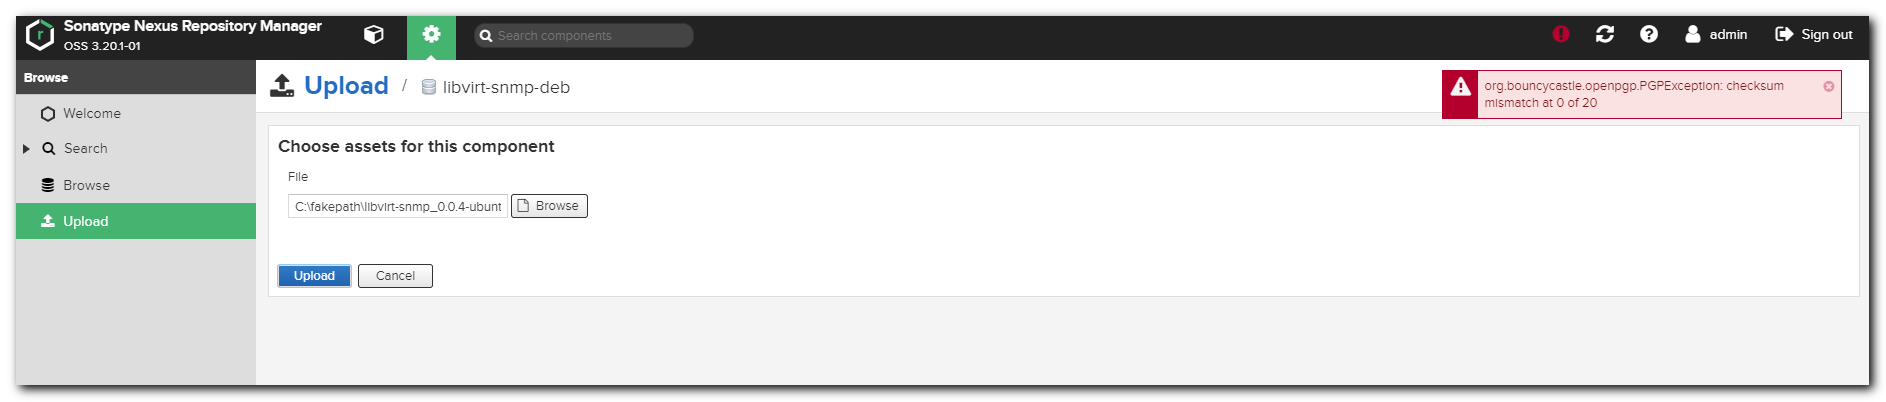 Sonatype Nexus Repository Manager
OSS 3.20.1-01
Search components
admin
Sign out
Browse
Welcome
Search
Browse
Upload
Upload / libvirt-snmp-deb
org.bouncycastle.openpgp.PGPException: checksum
mismatch at 0 of 20
Choose assets for this component
File
C:\fakepath\libvirt-snmp_0.0.4-ubunt
Browse
Upload
Cancel